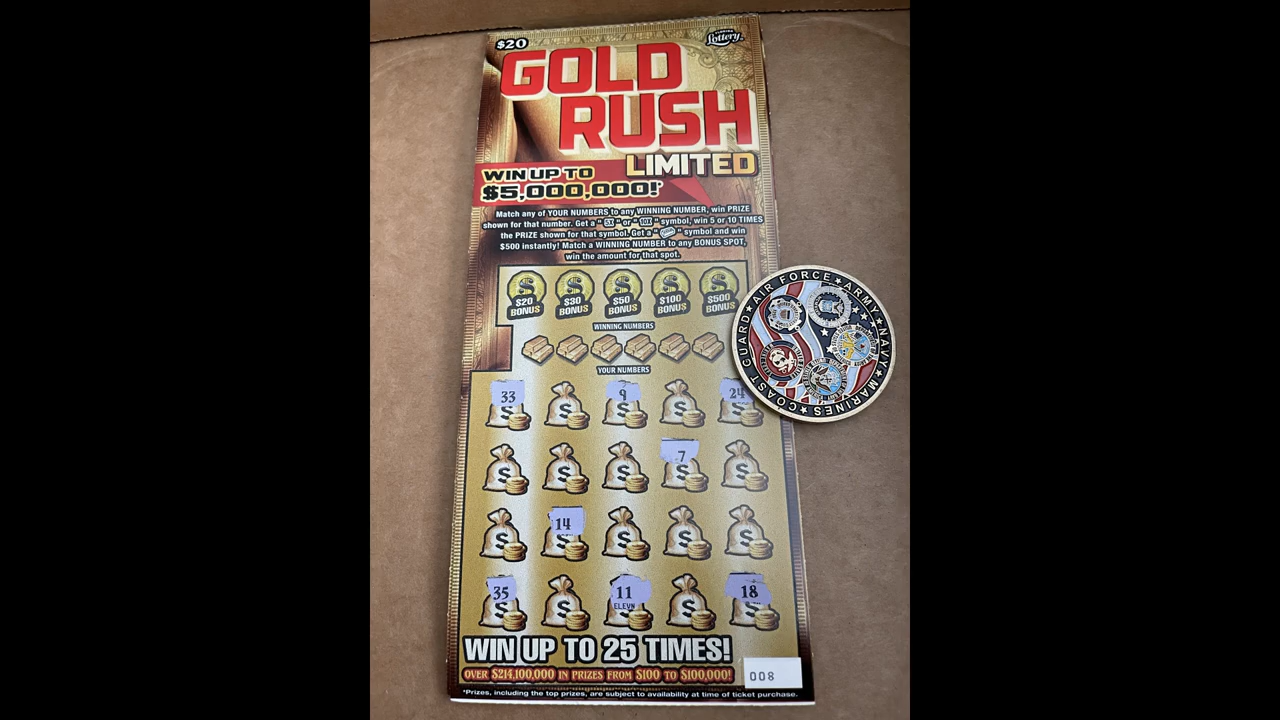 $20
FLORIDA
Lottery
GOLD
RUSH
LIMITED
WIN UP TO
$5,000,000!*
Match any of YOUR NUMBERS to any WINNING NUMBER, win PRIZE
shown for that number. Get a "5X" or "10X" symbol, win 5 or 10 TIMES
the PRIZE shown for that symbol. Get a " " symbol and win
$500 instantly! Match a WINNING NUMBER to any BONUS SPOT,
win the amount for that spot.
$20 BONUS $30 BONUS $50 BONUS $100 BONUS $500 BONUS
WINNING NUMBERS
YOUR NUMBERS
33 9 24
7
14
35 11 18
ELEVN
WIN UP TO 25 TIMES!
OVER $214,100,000 IN PRIZES FROM $100 TO $100,000!
008
*Prizes, including the top prizes, are subject to availability at time of ticket purchase.
COAST GUARD ★ AIR FORCE ★ ARMY ★ NAVY ★ MARINES ★